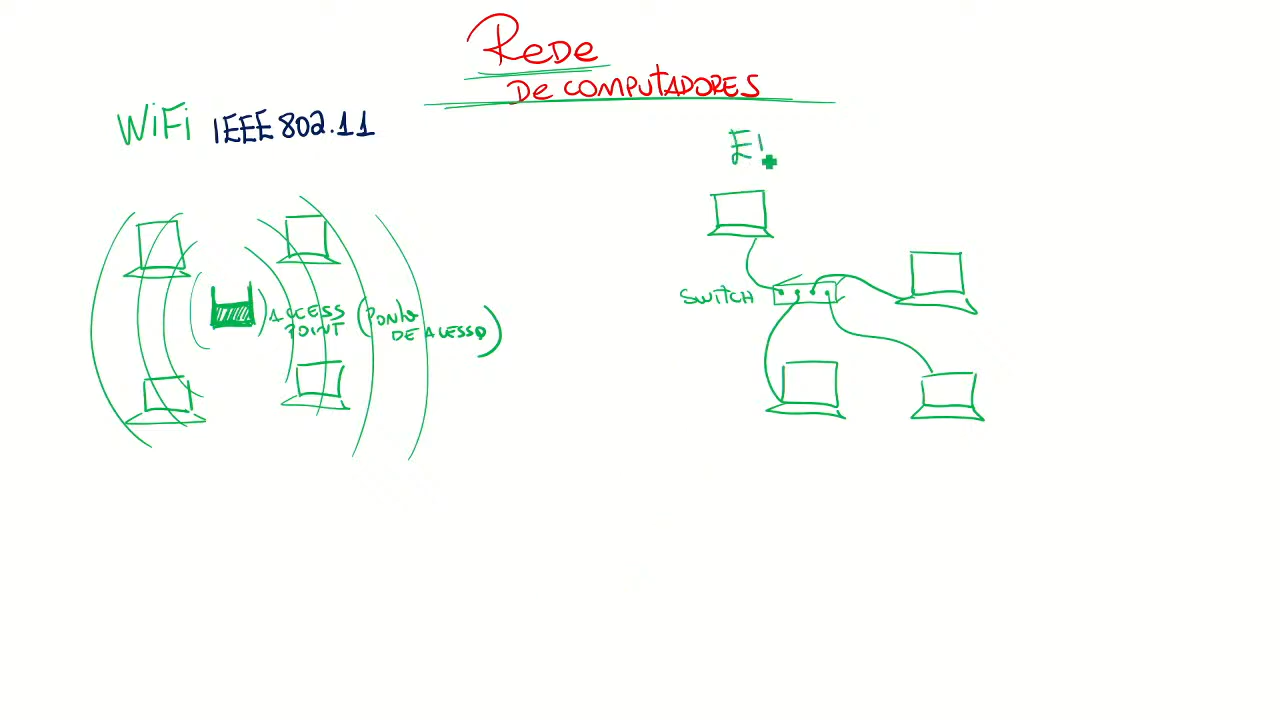 Rede
De computadores
WiFi IEEE 802.11
SWitcH
Access (Ponto
Point De Acesso)